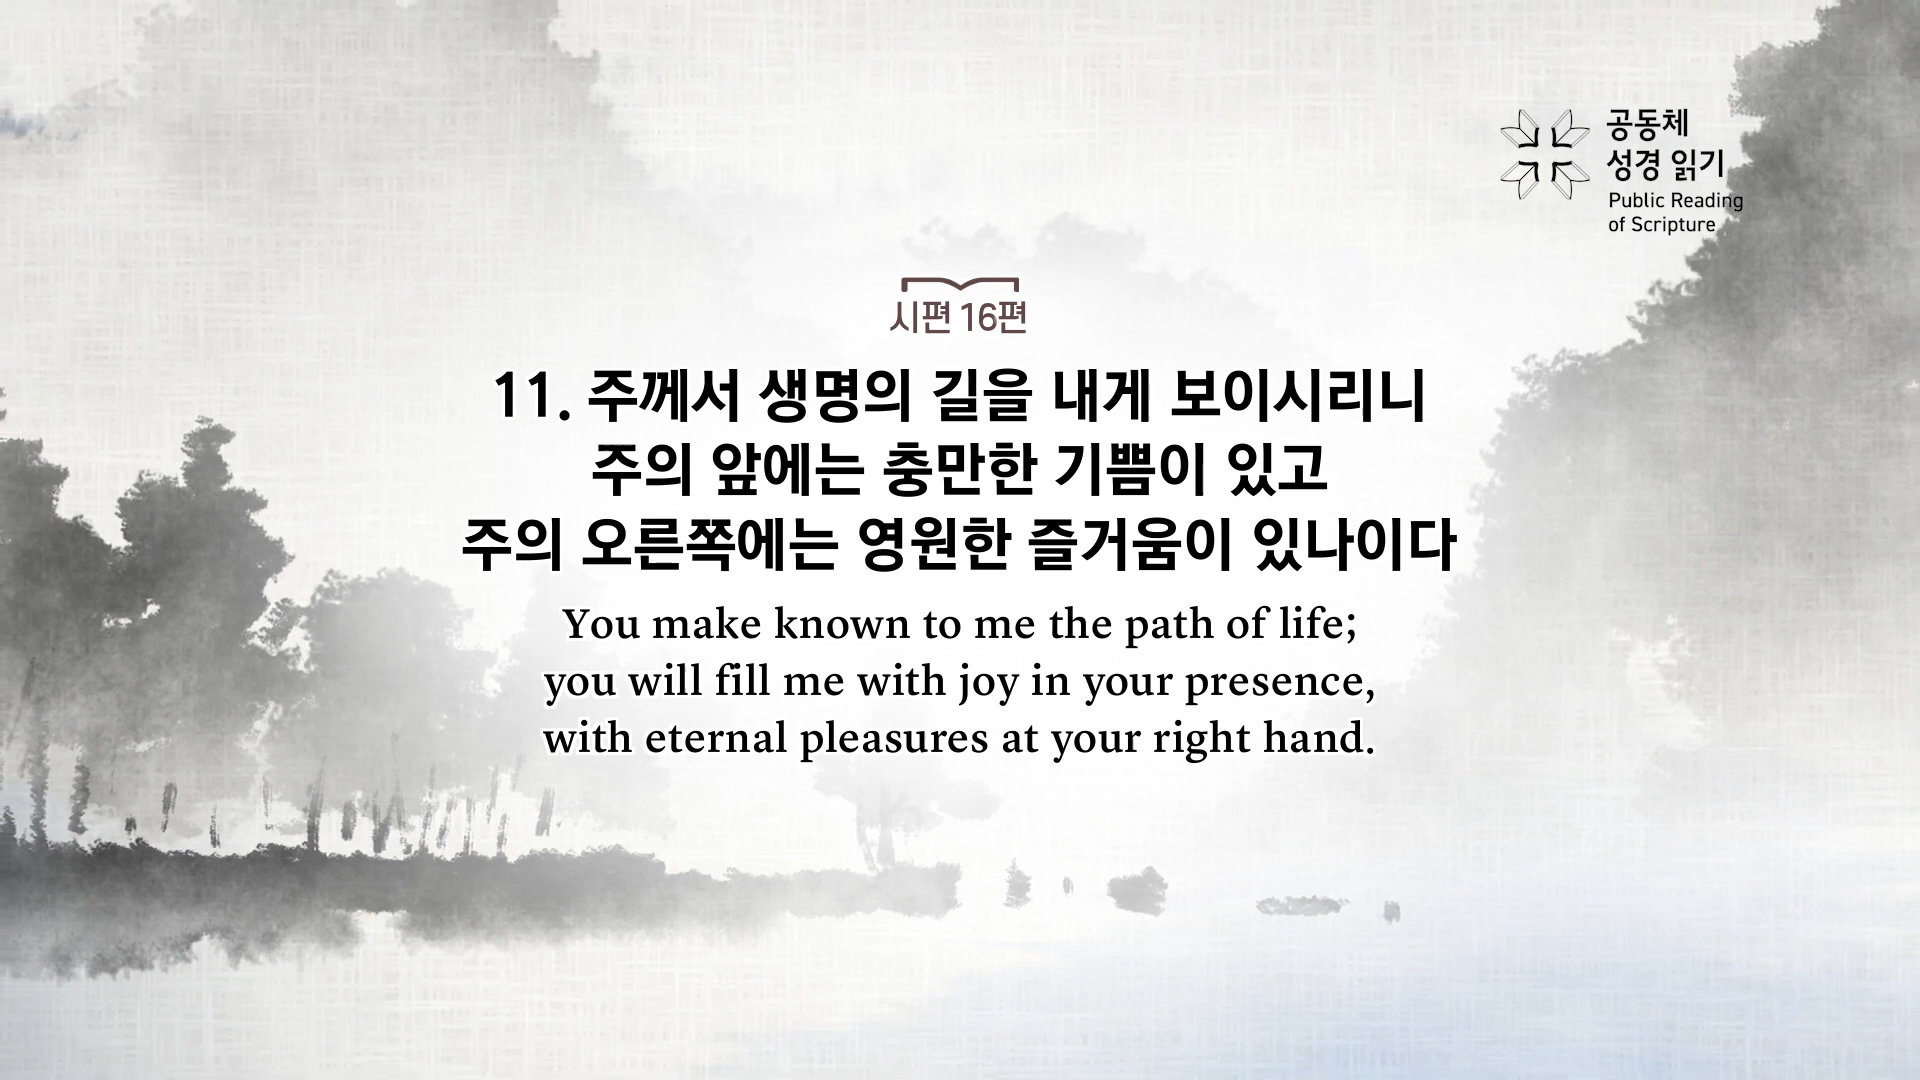 공동체
성경 읽기
Public Reading
of Scripture
시편 16편
11. 주께서 생명의 길을 내게 보이시리니
주의 앞에는 충만한 기쁨이 있고
주의 오른쪽에는 영원한 즐거움이 있나이다
You make known to me the path of life;
you will fill me with joy in your presence,
with eternal pleasures at your right hand.